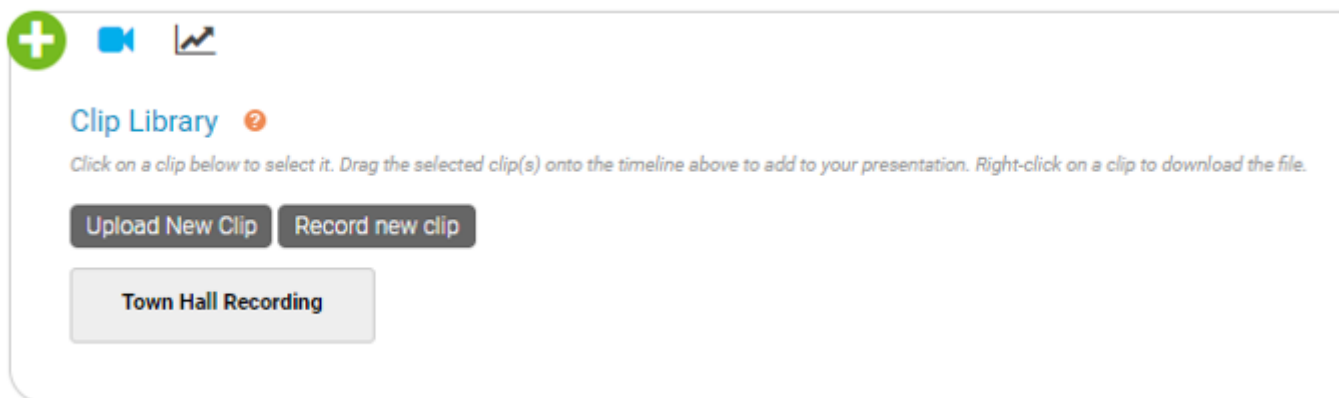 Clip Library
Click on a clip below to select it. Drag the selected clip(s) onto the timeline above to add to your presentation. Right-click on a clip to download the file.
Upload New Clip Record new clip
Town Hall Recording